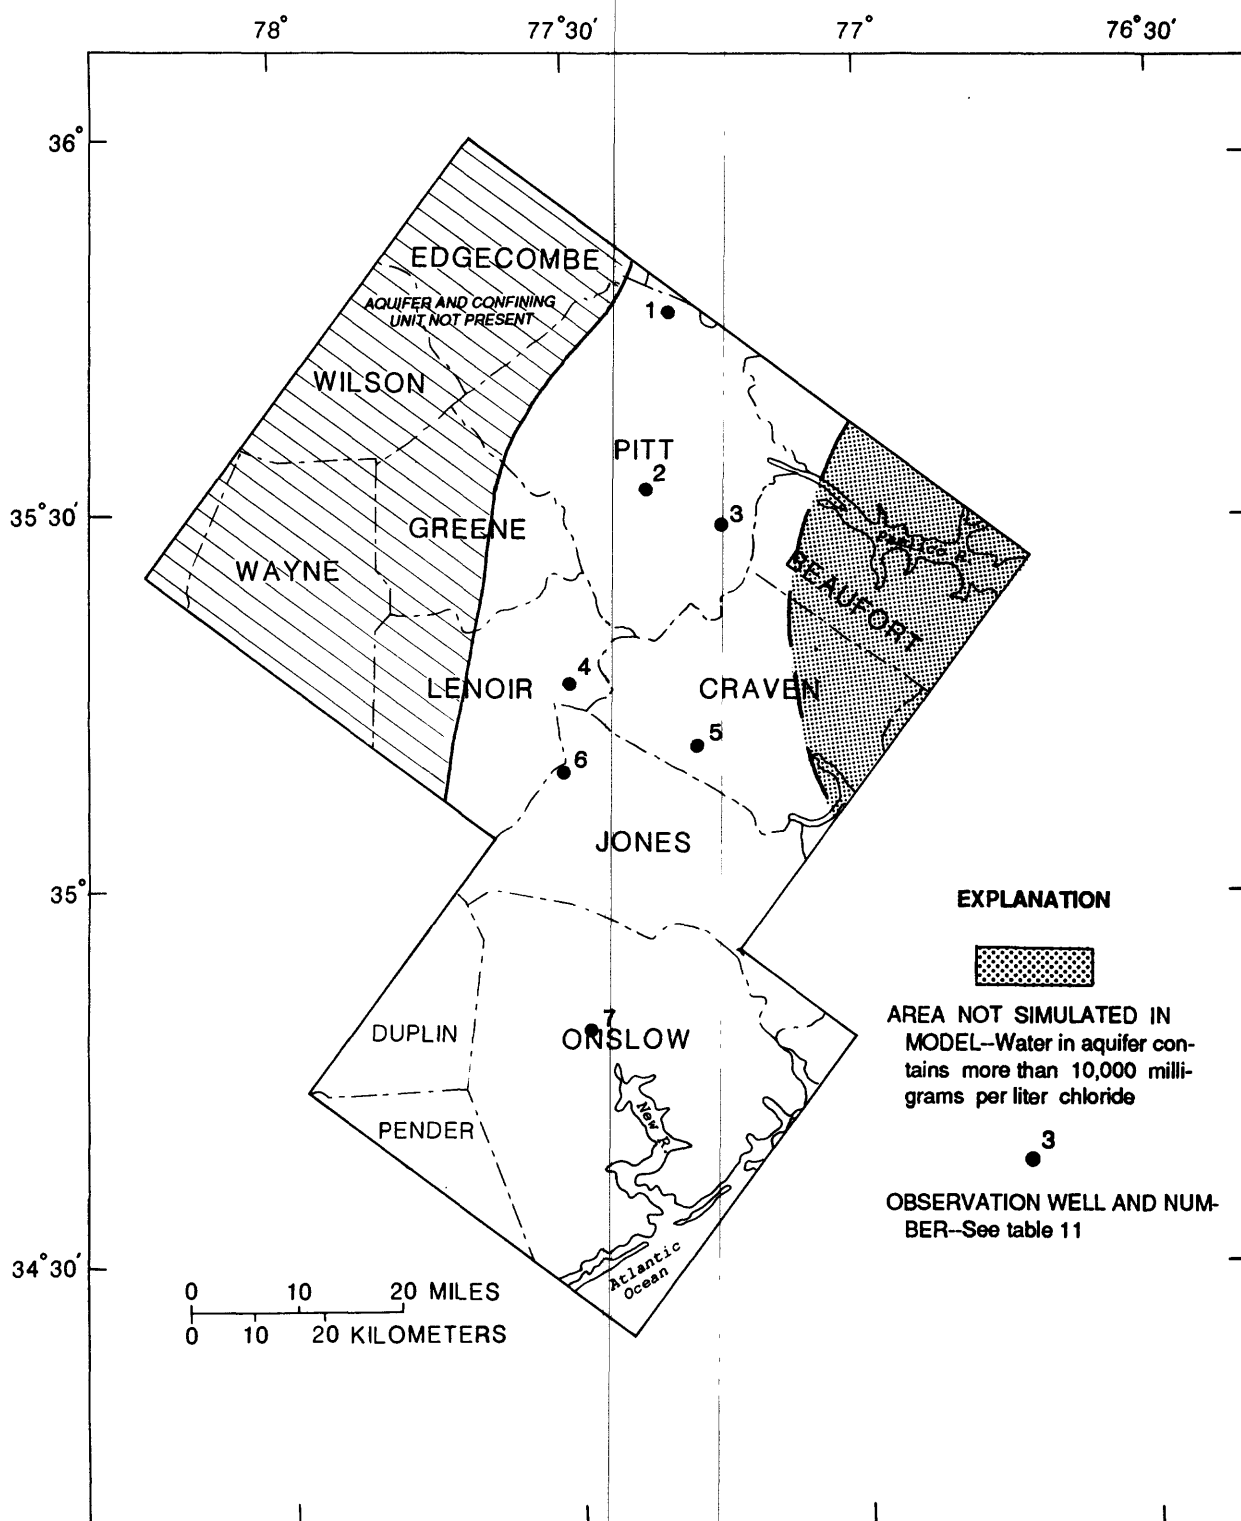 78° 77°30′ 77° 76°30′
36°
EDGECOMBE
AQUIFER AND CONFINING
UNIT NOT PRESENT
1
WILSON
PITT
2
35°30′
3
GREENE
Pamlico R.
WAYNE
BEAUFORT
4
LENOIR
CRAVEN
5
6
JONES
35°
EXPLANATION
AREA NOT SIMULATED IN
MODEL--Water in aquifer con-
tains more than 10,000 milli-
grams per liter chloride
7
DUPLIN
ONSLOW
New R.
PENDER
3
OBSERVATION WELL AND NUM-
BER--See table 11
34°30′
Atlantic
Ocean
0 10 20 MILES
0 10 20 KILOMETERS